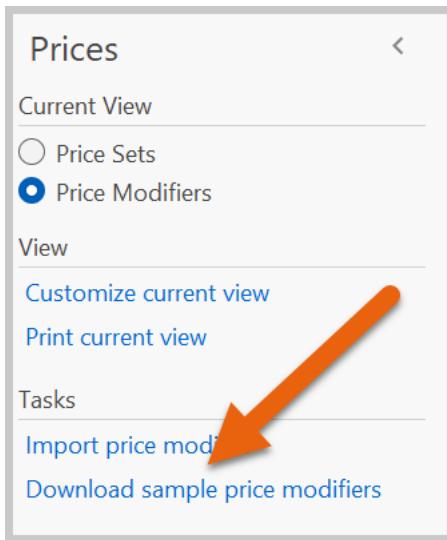 Prices
Current View
Price Sets
Price Modifiers
View
Customize current view
Print current view
Tasks
Import price
Download sample price modifiers